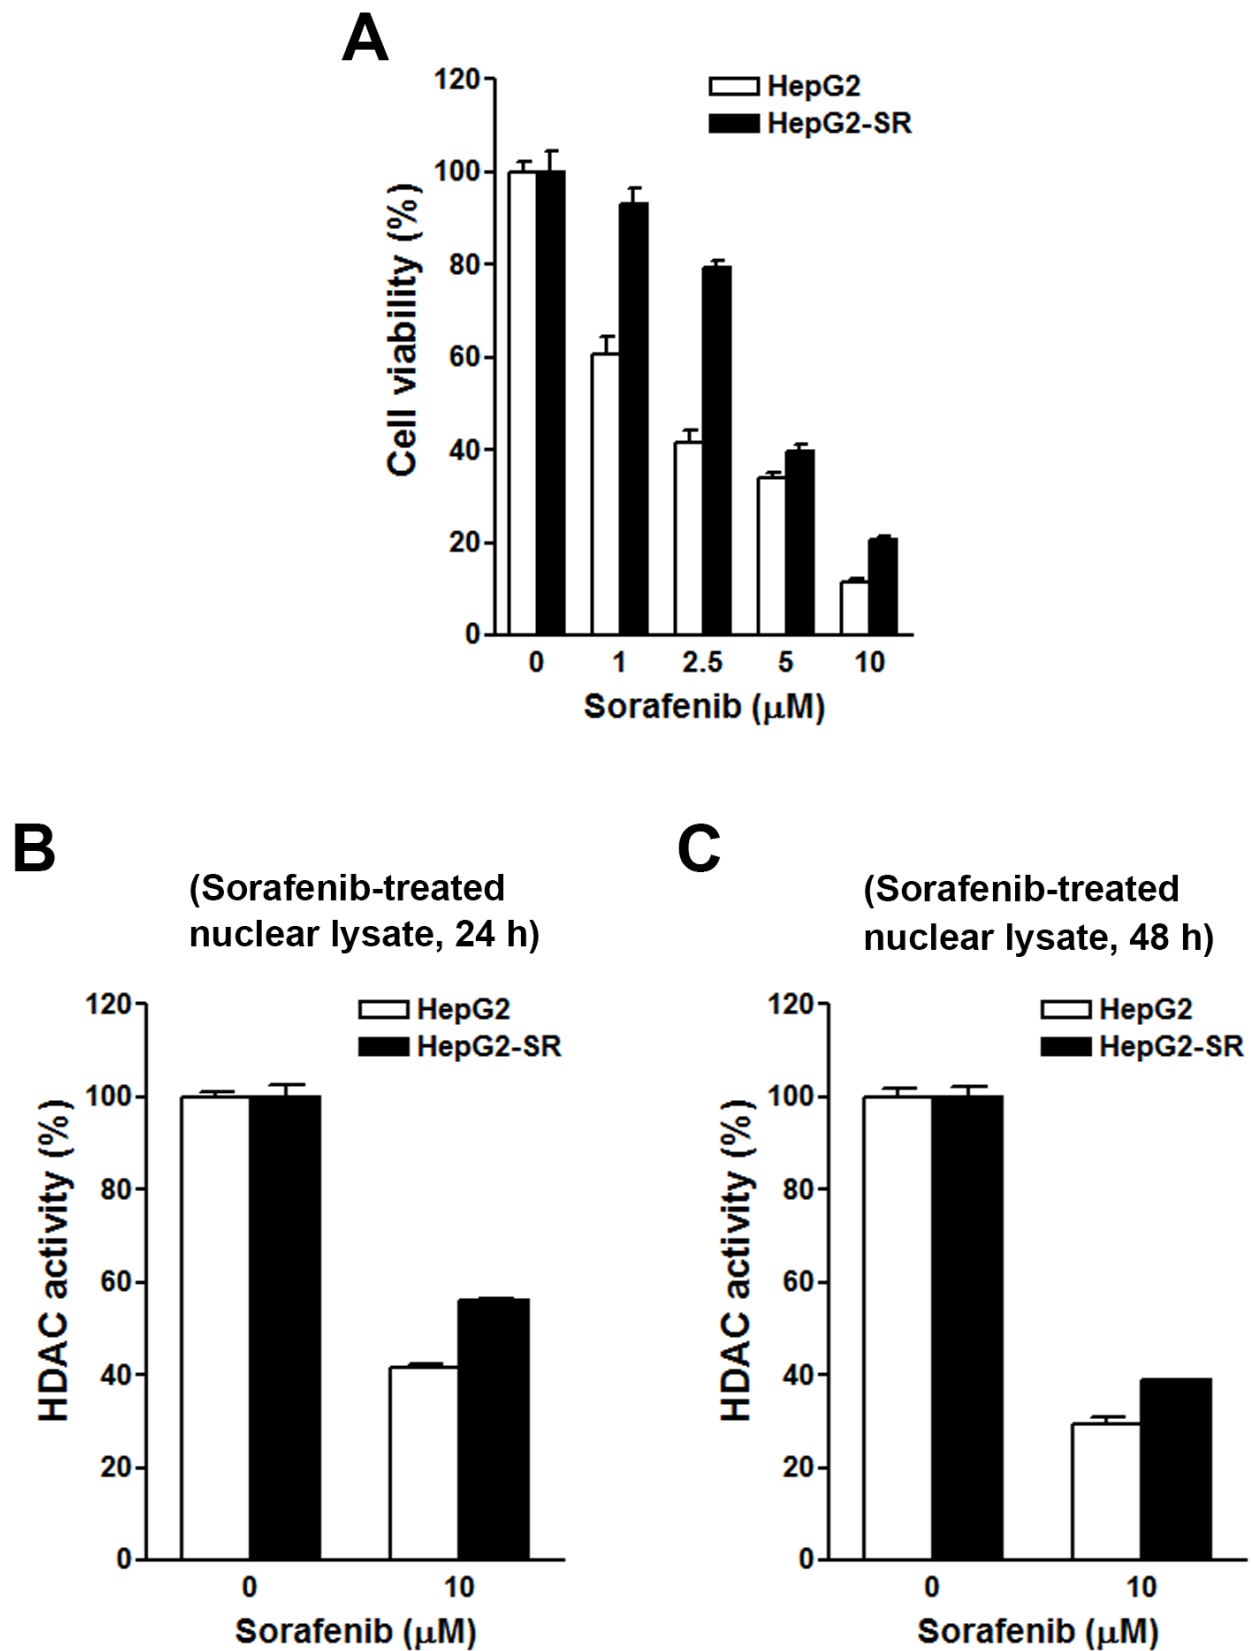 A
120
100
80
60
40
20
0
Cell viability (%)
HepG2
HepG2-SR
0 1 2.5 5 10
Sorafenib (μM)
B
(Sorafenib-treated
nuclear lysate, 24 h)
120
100
80
60
40
20
0
HDAC activity (%)
HepG2
HepG2-SR
0 10
Sorafenib (μM)
C
(Sorafenib-treated
nuclear lysate, 48 h)
120
100
80
60
40
20
0
HDAC activity (%)
HepG2
HepG2-SR
0 10
Sorafenib (μM)